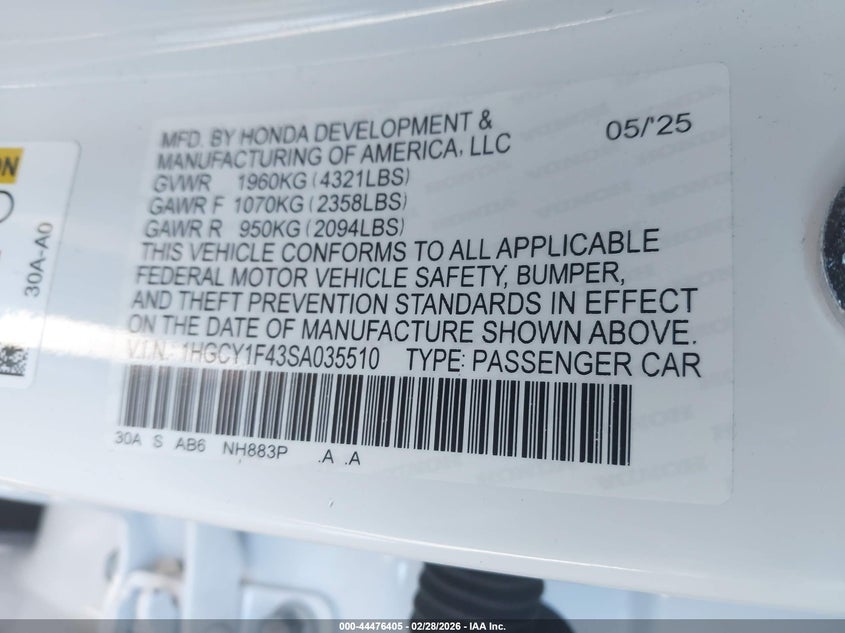 MFD. BY HONDA DEVELOPMENT &
MANUFACTURING OF AMERICA, LLC
05/'25
GVWR 1960KG (4321LBS)
GAWR F 1070KG (2358LBS)
GAWR R 950KG (2094LBS)
THIS VEHICLE CONFORMS TO ALL APPLICABLE
FEDERAL MOTOR VEHICLE SAFETY, BUMPER,
AND THEFT PREVENTION STANDARDS IN EFFECT
ON THE DATE OF MANUFACTURE SHOWN ABOVE.
V.I.N.: 1HGCY1F43SA035510 TYPE: PASSENGER CAR
30A S AB6 NH883P .A .A
30A-A0
ON
HONDA
000-44476405 | 02/28/2026 | IAA Inc.